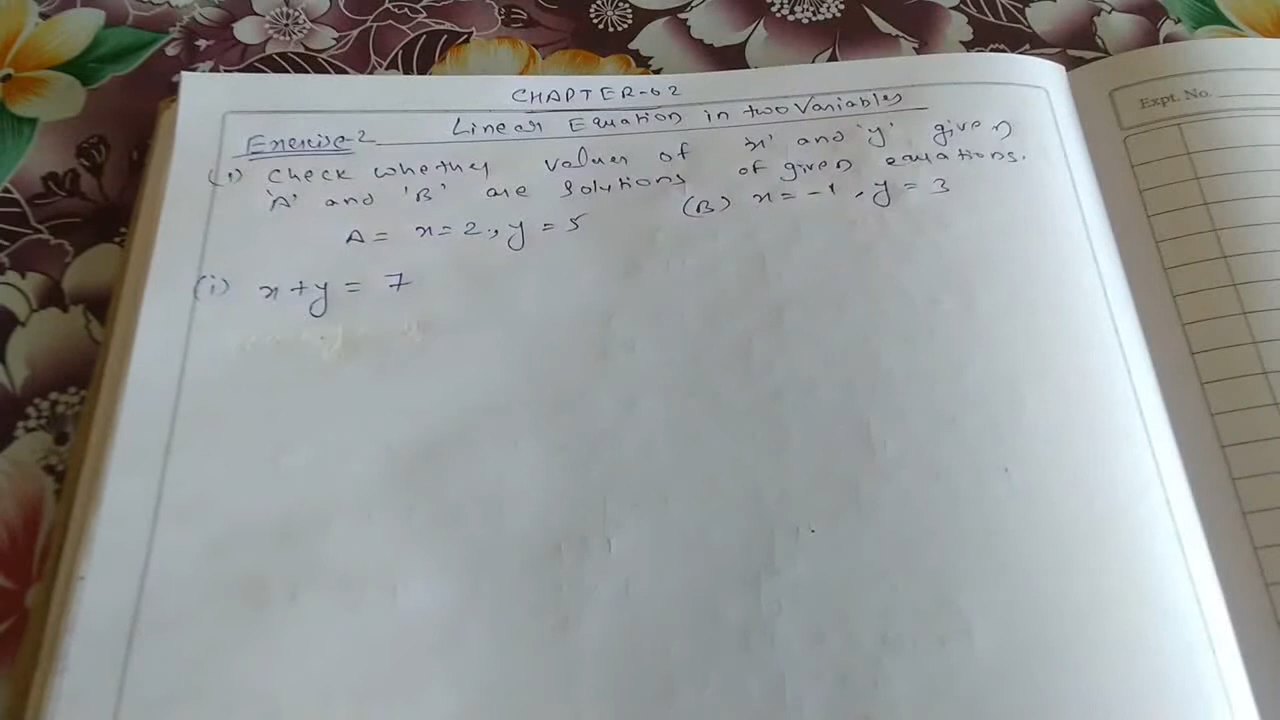 CHAPTER-02
Linear Equation in two Variables
Exercise-2
(1) Check whether values of 'x' and 'y' given
'A' and 'B' are solutions of given equations.
A = x = 2, y = 5 (B) x = -1, y = 3
(i) x + y = 7
Expt. No.